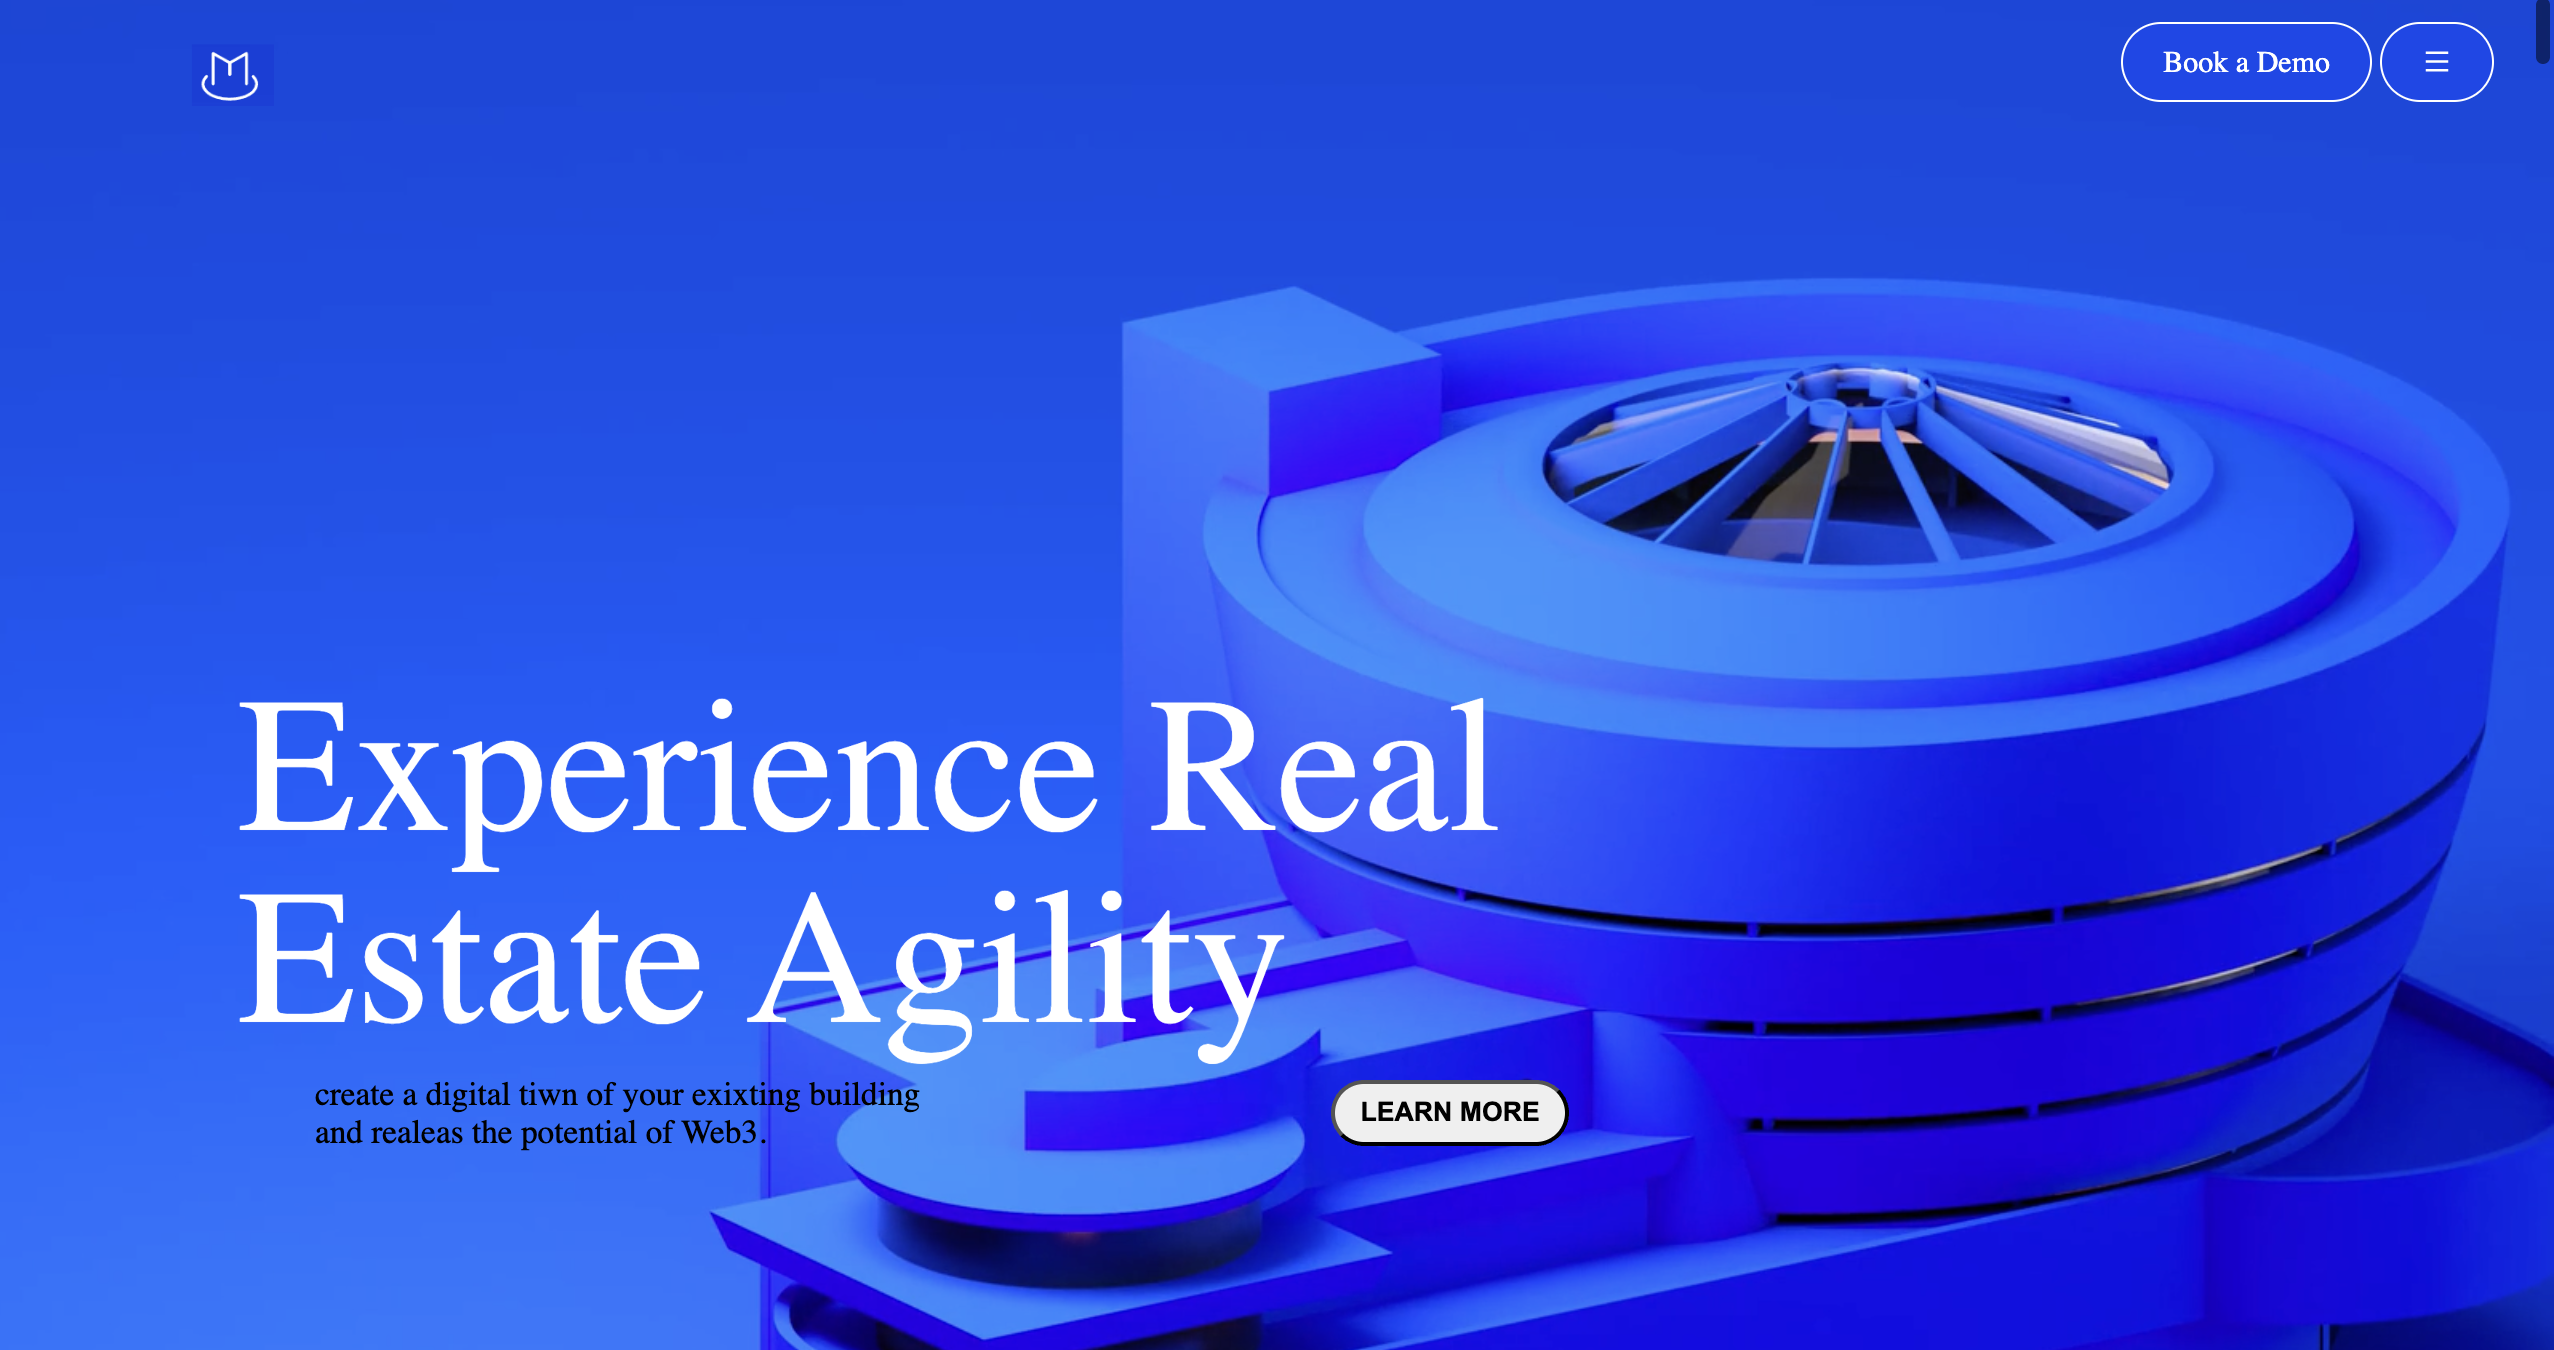 Book a Demo
Experience Real
Estate Agility
create a digital tiwn of your exixting building
and realeas the potential of Web3.
LEARN MORE